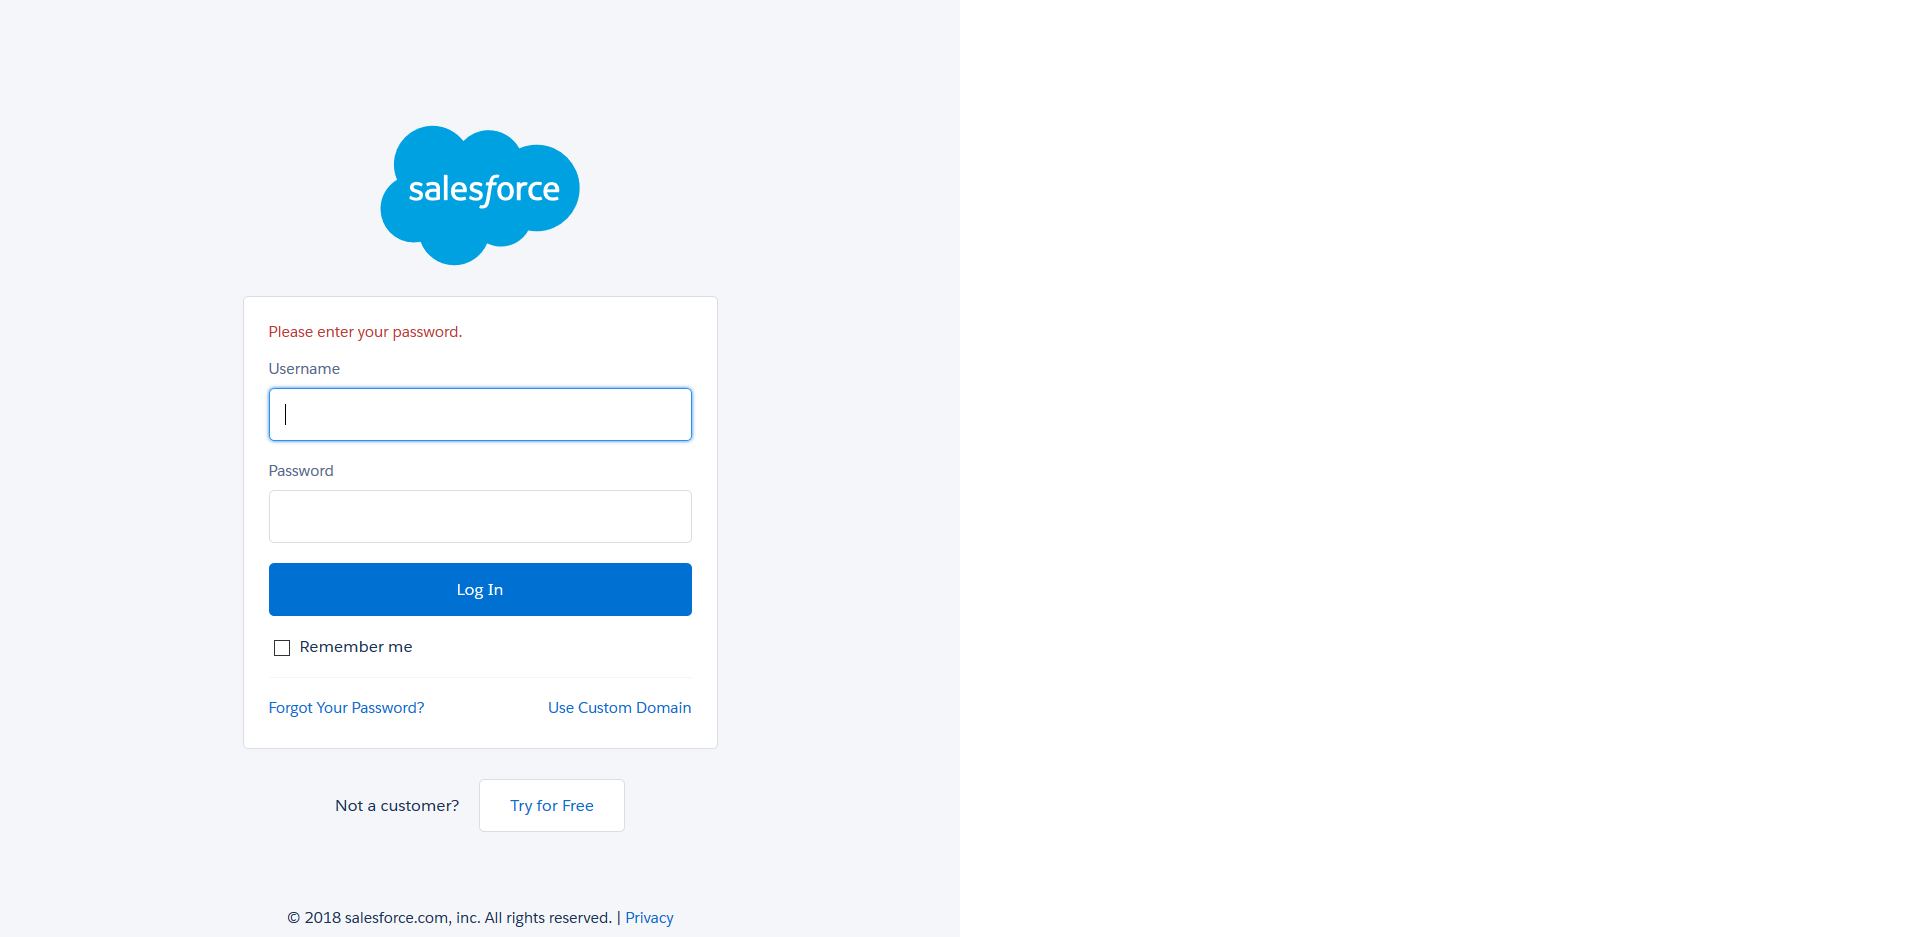 salesforce
Please enter your password.
Username
Password
Log In
Remember me
Forgot Your Password? Use Custom Domain
Not a customer? Try for Free
© 2018 salesforce.com, inc. All rights reserved. | Privacy